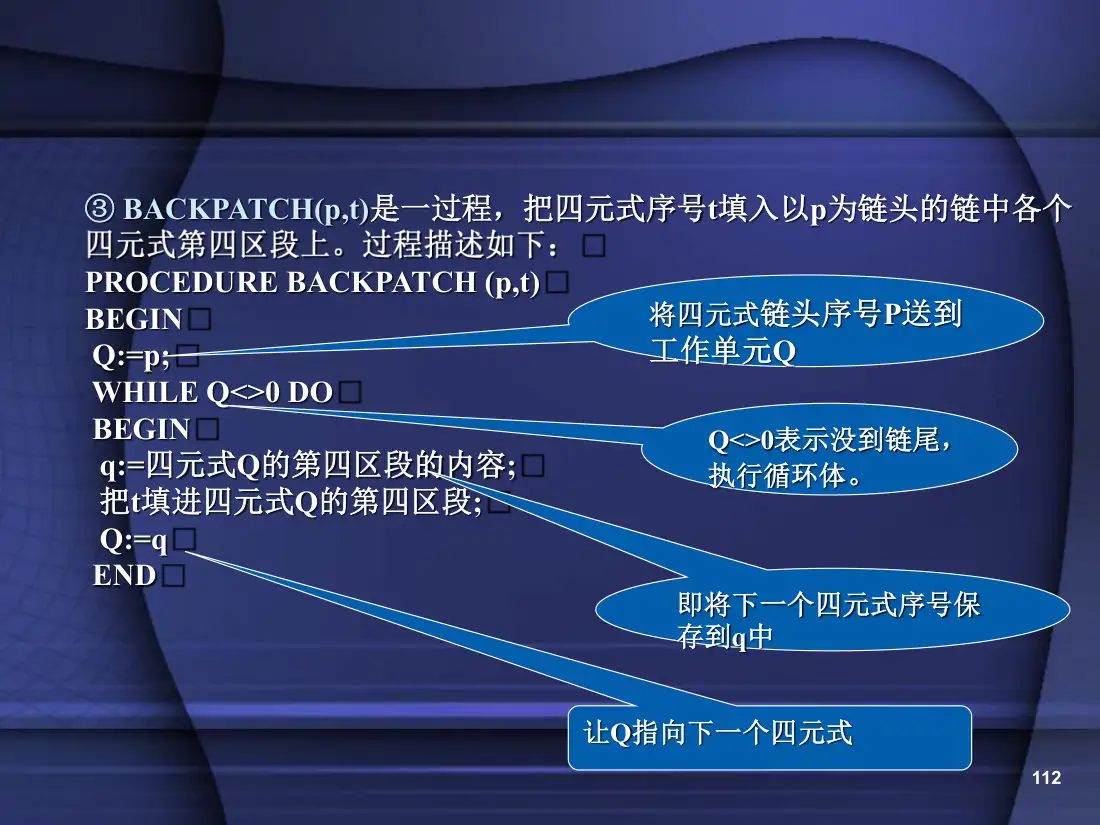 ③ BACKPATCH(p,t)是一过程，把四元式序号t填入以p为链头的链中各个
四元式第四区段上。过程描述如下：
PROCEDURE BACKPATCH (p,t)
BEGIN
Q:=p;
WHILE Q<>0 DO
BEGIN
q:=四元式Q的第四区段的内容;
把t填进四元式Q的第四区段;
Q:=q
END
将四元式链头序号P送到
工作单元Q
Q<>0表示没到链尾，
执行循环体。
即将下一个四元式序号保
存到q中
让Q指向下一个四元式
112